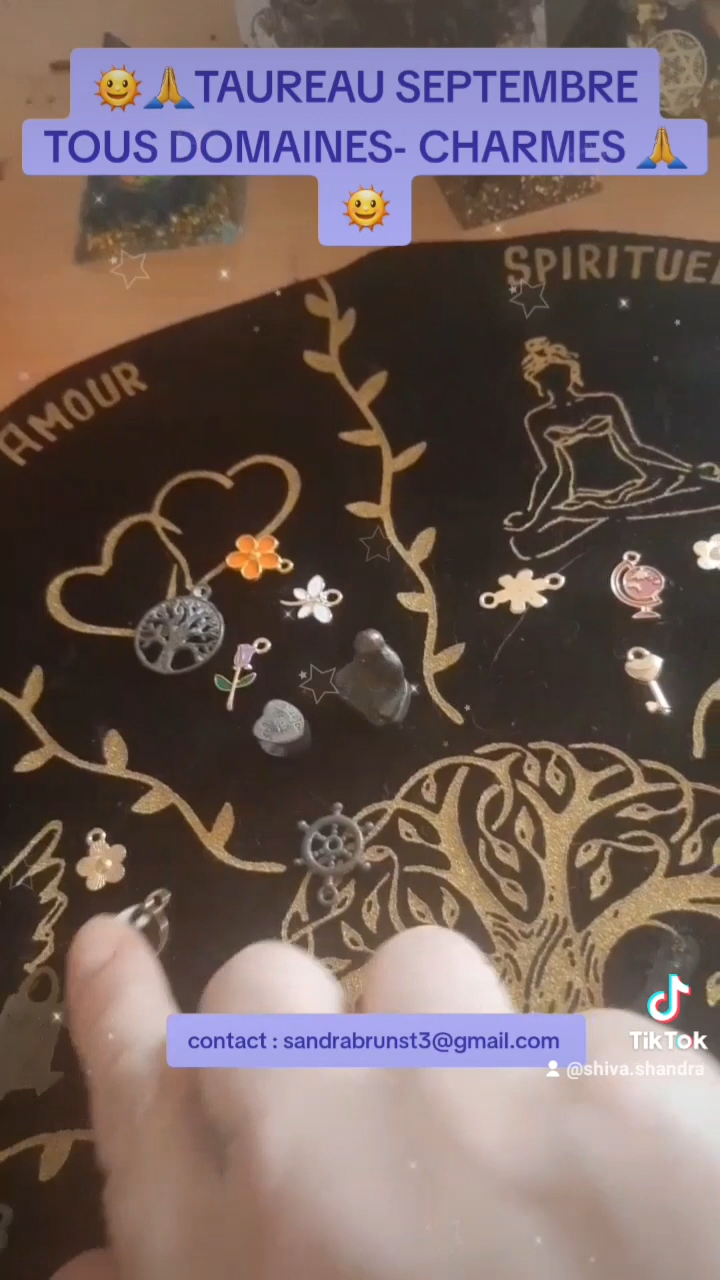 🌞🙏TAUREAU SEPTEMBRE
TOUS DOMAINES- CHARMES 🙏
🌞
SPIRITUE
AMOUR
contact : sandrabrunst3@gmail.com
TikTok
@shiva.shandra